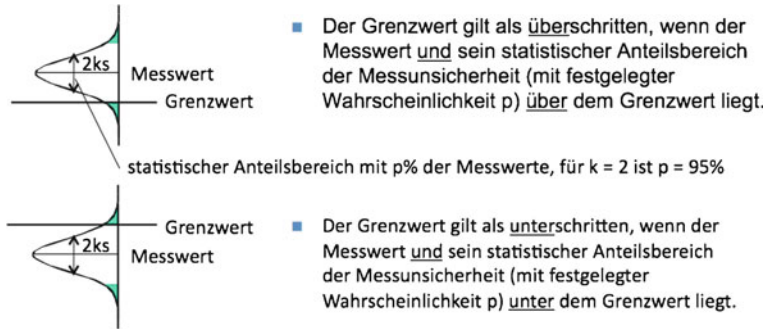 2ks
Messwert
Grenzwert
■ Der Grenzwert gilt als überschritten, wenn der
Messwert und sein statistischer Anteilsbereich
der Messunsicherheit (mit festgelegter
Wahrscheinlichkeit p) über dem Grenzwert liegt.
statistischer Anteilsbereich mit p% der Messwerte, für k = 2 ist p = 95%
Grenzwert
2ks
Messwert
■ Der Grenzwert gilt als unterschritten, wenn der
Messwert und sein statistischer Anteilsbereich
der Messunsicherheit (mit festgelegter
Wahrscheinlichkeit p) unter dem Grenzwert liegt.